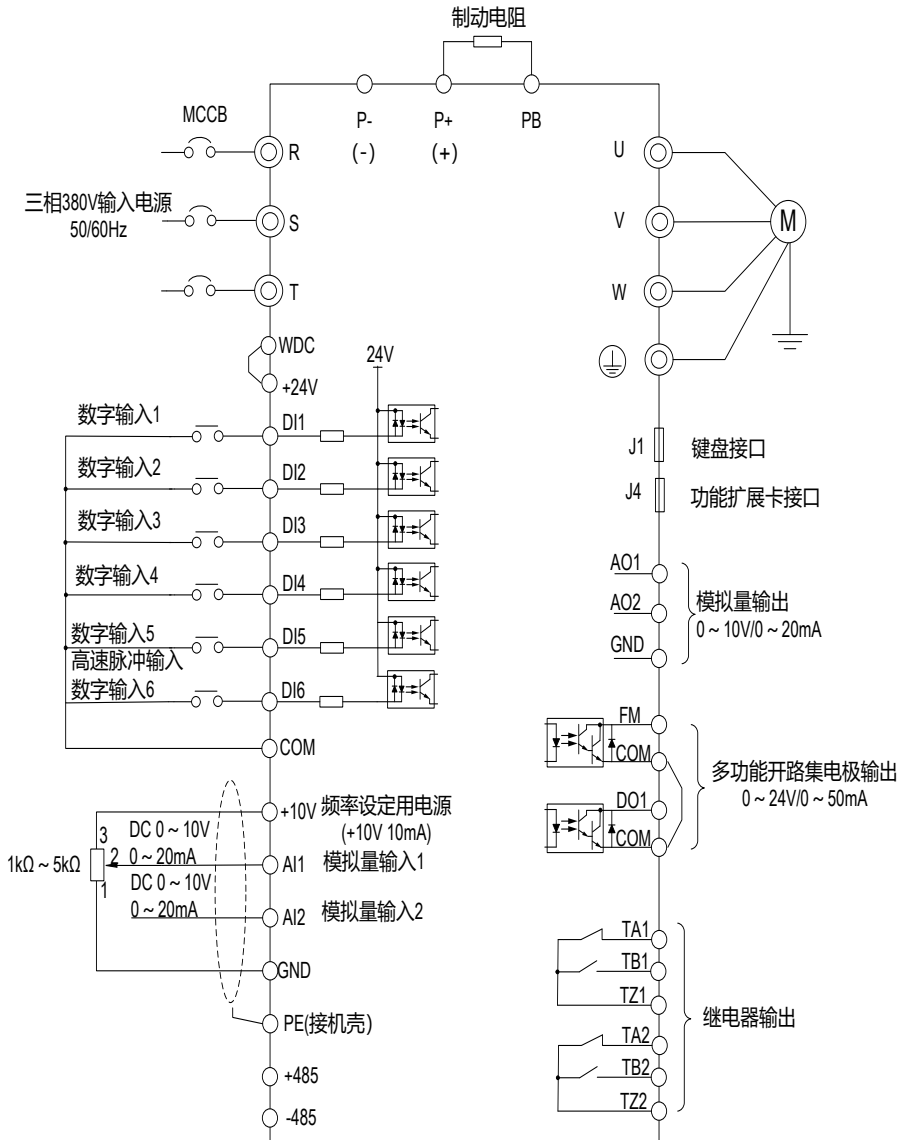 制动电阻
P-
(-)
P+
(+)
PB
MCCB
R
三相380V输入电源
50/60Hz
S
T
WDC
+24V
24V
数字输入1
DI1
数字输入2
DI2
数字输入3
DI3
数字输入4
DI4
数字输入5
高速脉冲输入
DI5
数字输入6
DI6
COM
+10V
频率设定用电源
(+10V 10mA)
1kΩ ~ 5kΩ
3
2
1
DC 0 ~ 10V
0 ~ 20mA
AI1
模拟量输入1
DC 0 ~ 10V
0 ~ 20mA
AI2
模拟量输入2
GND
PE(接机壳)
+485
-485
U
V
W
M
J1
键盘接口
J4
功能扩展卡接口
AO1
AO2
GND
模拟量输出
0 ~ 10V/0 ~ 20mA
FM
COM
DO1
COM
多功能开路集电极输出
0 ~ 24V/0 ~ 50mA
TA1
TB1
TZ1
TA2
TB2
TZ2
继电器输出